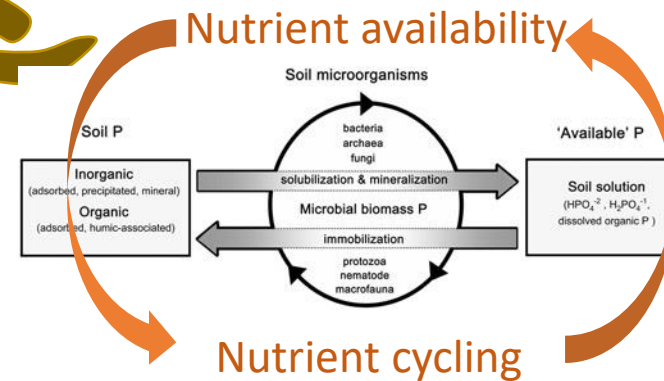 Nutrient availability
Soil microorganisms
Soil P
Inorganic
(adsorbed, precipitated, mineral)
Organic
(adsorbed, humic-associated)
bacteria
archaea
fungi
solubilization & mineralization
Microbial biomass P
immobilization
protozoa
nematode
macrofauna
'Available' P
Soil solution
(HPO₄⁻², H₂PO₄⁻¹,
dissolved organic P )
Nutrient cycling